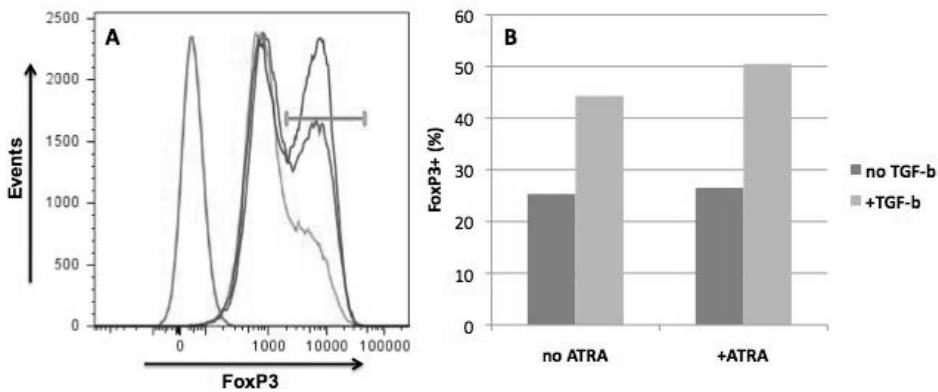 A
2500
2000
1500
1000
500
0
Events
0 1000 10000 100000
FoxP3
B
60
50
40
30
20
10
0
FoxP3+ (%)
no ATRA +ATRA
no TGF-b
+TGF-b